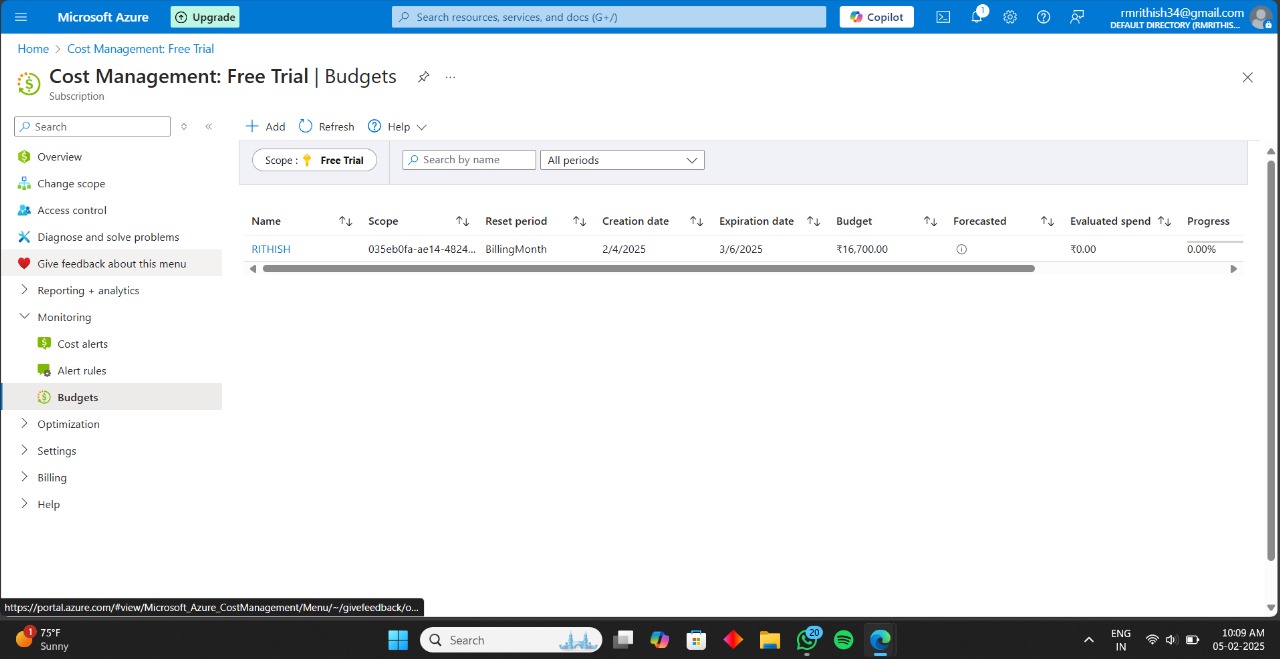 Microsoft Azure
Upgrade
Search resources, services, and docs (G+/)
Copilot
1
rmrithish34@gmail.com
DEFAULT DIRECTORY (RMRITHIS...
Home > Cost Management: Free Trial
Cost Management: Free Trial | Budgets
...
Subscription
Search
Add
Refresh
Help
Overview
Change scope
Access control
Diagnose and solve problems
Give feedback about this menu
Reporting + analytics
Monitoring
Cost alerts
Alert rules
Budgets
Optimization
Settings
Billing
Help
Scope : Free Trial
Search by name
All periods
Name Scope Reset period Creation date Expiration date Budget Forecasted Evaluated spend Progress
RITHISH 035eb0fa-ae14-4824... BillingMonth 2/4/2025 3/6/2025 ₹16,700.00 ₹0.00 0.00%
https://portal.azure.com/#view/Microsoft_Azure_CostManagement/Menu/~/givefeedback/o...
1
75°F
Sunny
Search
20
ENG
IN
10:09 AM
05-02-2025